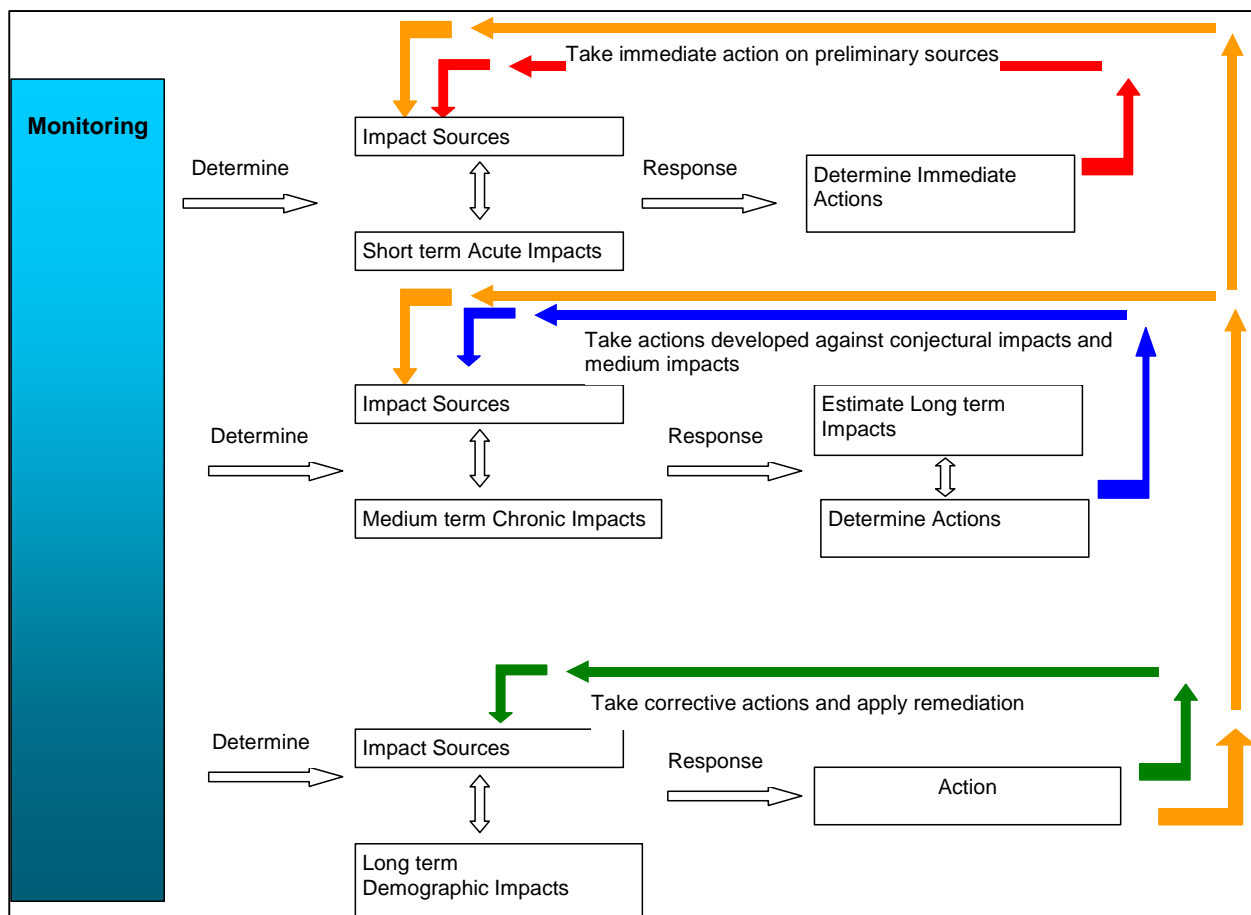 Take immediate action on preliminary sources
Monitoring
Impact Sources
Determine
Response
Determine Immediate
Actions
Short term Acute Impacts
Take actions developed against conjectural impacts and
medium impacts
Impact Sources
Estimate Long term
Impacts
Determine
Response
Medium term Chronic Impacts
Determine Actions
Take corrective actions and apply remediation
Impact Sources
Determine
Response
Action
Long term
Demographic Impacts